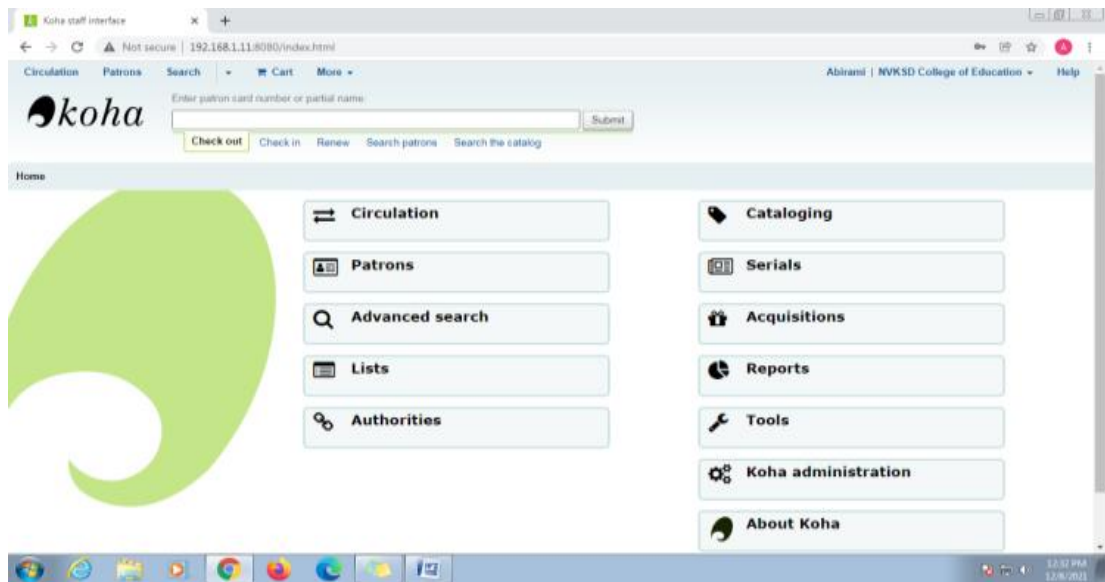 Koha staff interface
Not secure | 192.168.1.11:8080/index.html
A
Circulation Patrons Search Cart More Abirami | NVKSD College of Education Help
koha
Enter patron card number or partial name:
Submit
Check out Check in Renew Search patrons Search the catalog
Home
Circulation Cataloging
Patrons Serials
Advanced search Acquisitions
Lists Reports
Authorities Tools
Koha administration
About Koha
12:32 PM
12/8/2021